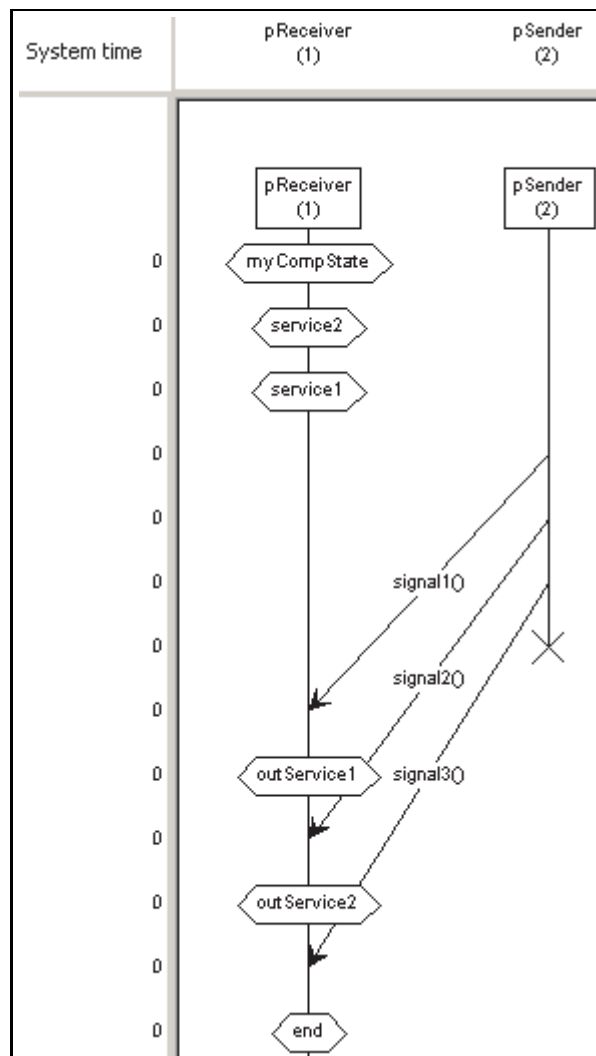 System time
pReceiver
(1)
pSender
(2)
pReceiver
(1)
pSender
(2)
0
myCompState
0
service2
0
service1
0
0
0
signal1()
0
signal2()
0
0
outService1
signal3()
0
0
outService2
0
0
end